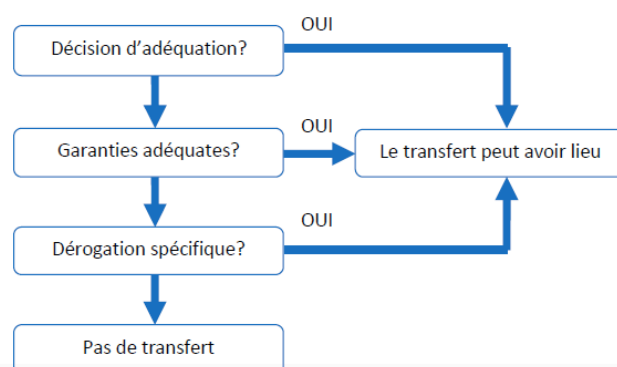 OUI
Décision d’adéquation?
OUI
Garanties adéquates?
Le transfert peut avoir lieu
OUI
Dérogation spécifique?
Pas de transfert